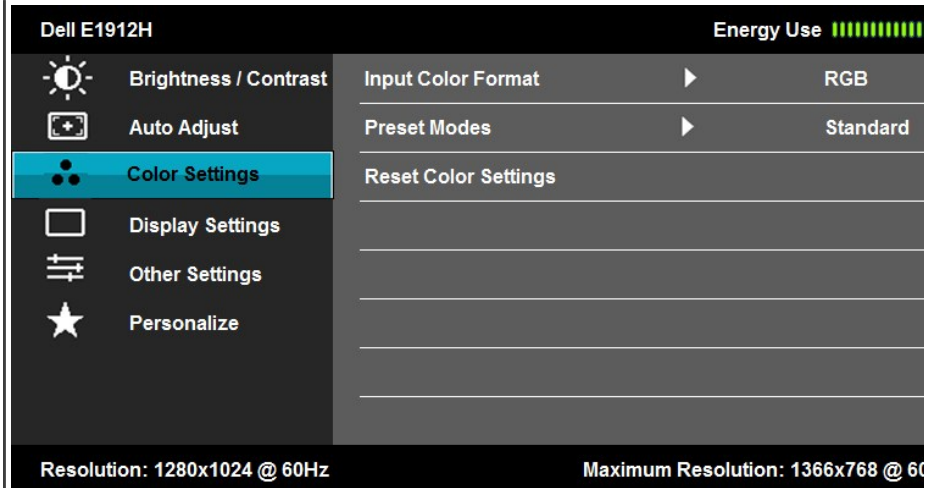 Dell E1912H Energy Use
Brightness / Contrast
Auto Adjust
Color Settings
Display Settings
Other Settings
Personalize
Input Color Format RGB
Preset Modes Standard
Reset Color Settings
Resolution: 1280x1024 @ 60Hz Maximum Resolution: 1366x768 @ 60